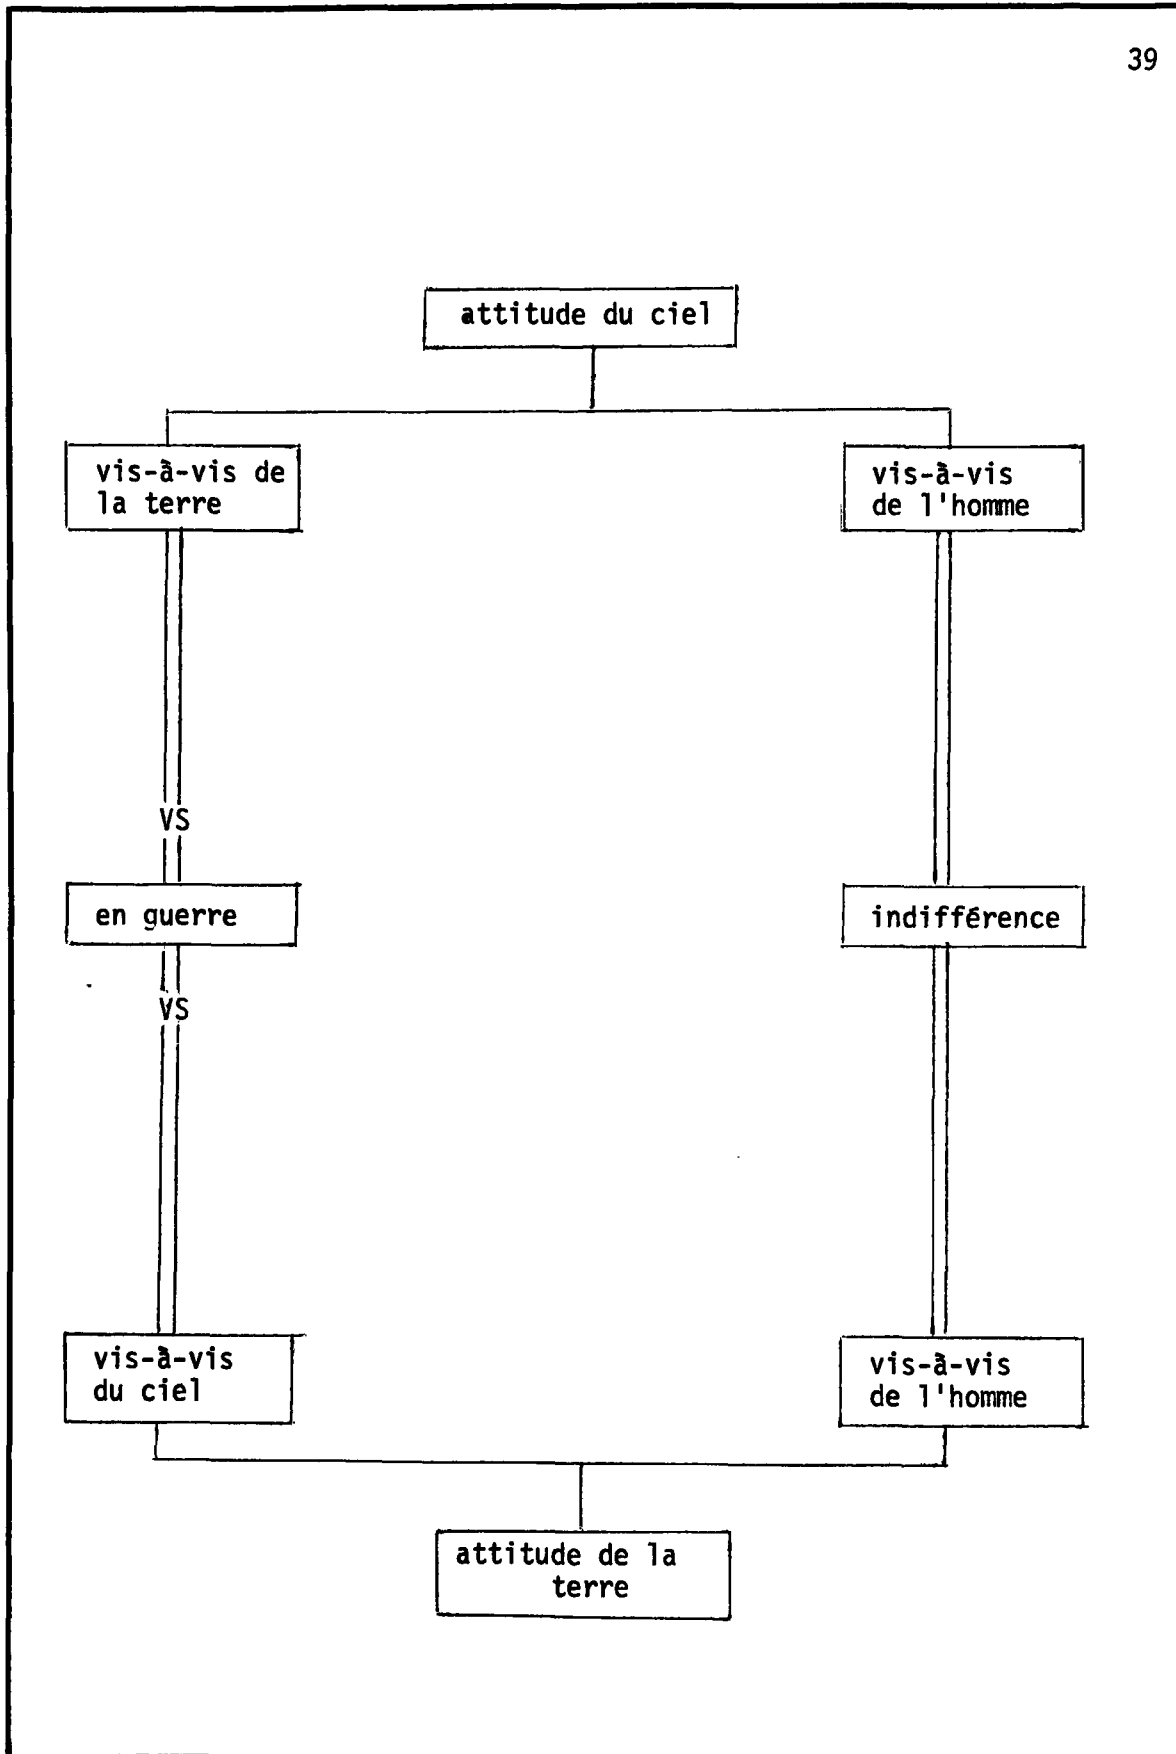 39
attitude du ciel
vis-à-vis de
la terre
vis-à-vis
de l'homme
VS
en guerre
indifférence
VS
vis-à-vis
du ciel
vis-à-vis
de l'homme
attitude de la
terre